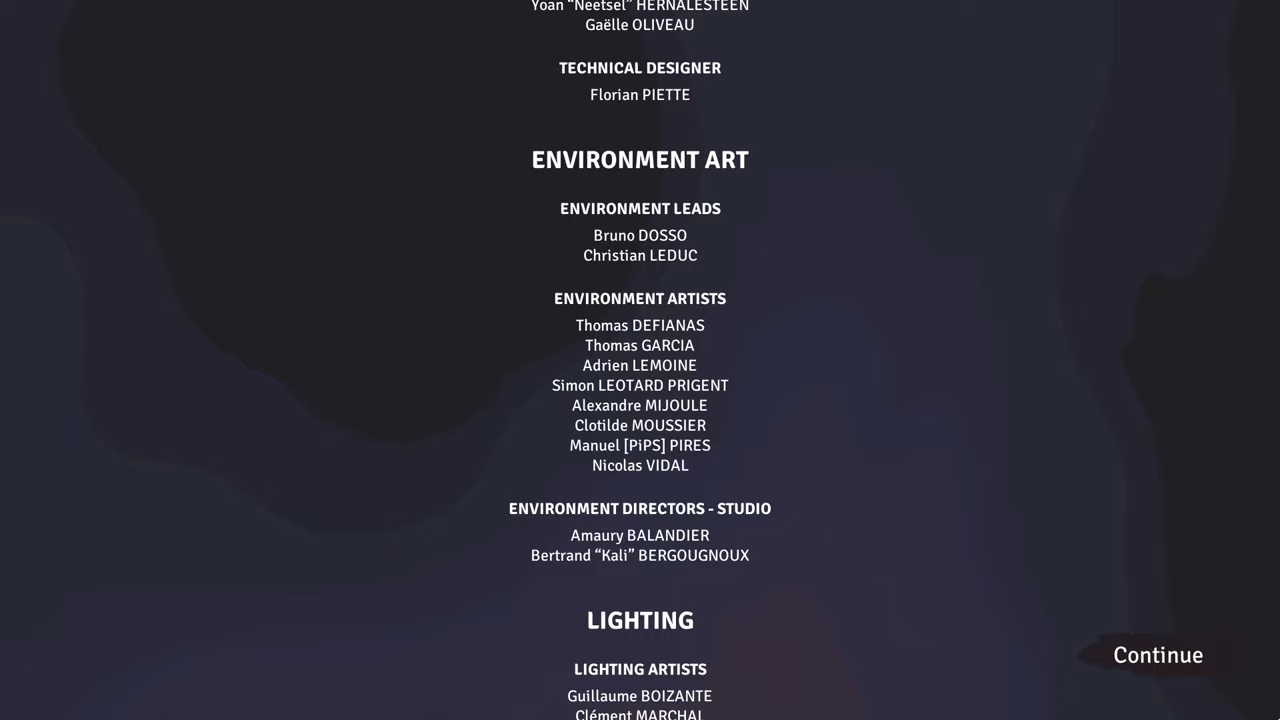 Yoan “Neetsel” HERNALESTEEN
Gaëlle OLIVEAU
TECHNICAL DESIGNER
Florian PIETTE
ENVIRONMENT ART
ENVIRONMENT LEADS
Bruno DOSSO
Christian LEDUC
ENVIRONMENT ARTISTS
Thomas DEFIANAS
Thomas GARCIA
Adrien LEMOINE
Simon LEOTARD PRIGENT
Alexandre MIJOULE
Clotilde MOUSSIER
Manuel [PiPS] PIRES
Nicolas VIDAL
ENVIRONMENT DIRECTORS - STUDIO
Amaury BALANDIER
Bertrand “Kali” BERGOUGNOUX
LIGHTING
LIGHTING ARTISTS
Guillaume BOIZANTE
Clément MARCHAL
Continue